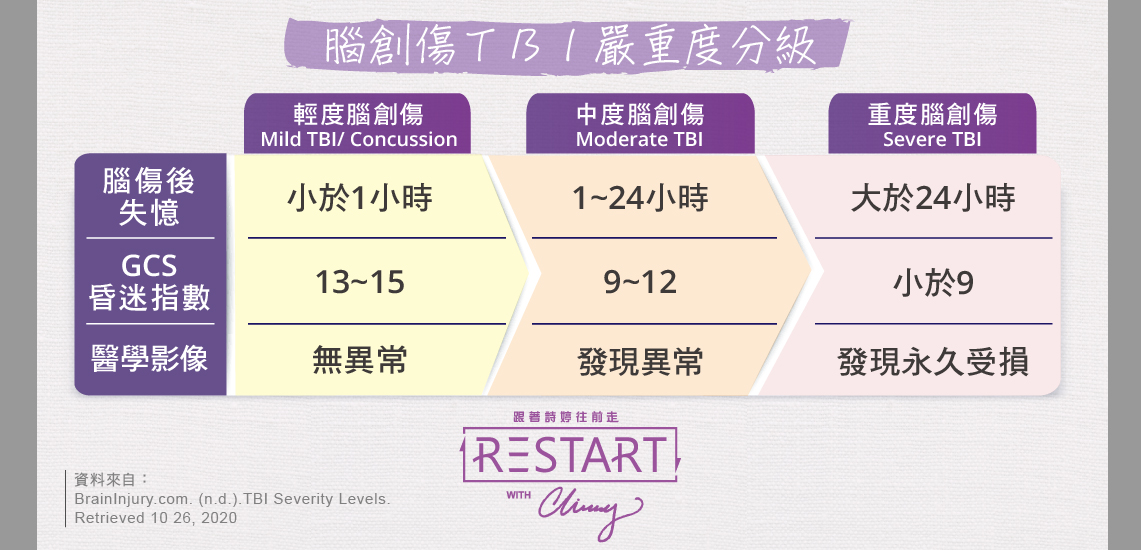 腦創傷TBI嚴重度分級
輕度腦創傷
Mild TBI/ Concussion
中度腦創傷
Moderate TBI
重度腦創傷
Severe TBI
腦傷後
失憶
小於1小時
1~24小時
大於24小時
GCS
昏迷指數
13~15
9~12
小於9
醫學影像
無異常
發現異常
發現永久受損
跟著詩婷往前走
RESTART
WITH
資料來自：
BrainInjury.com. (n.d.).TBI Severity Levels.
Retrieved 10 26, 2020